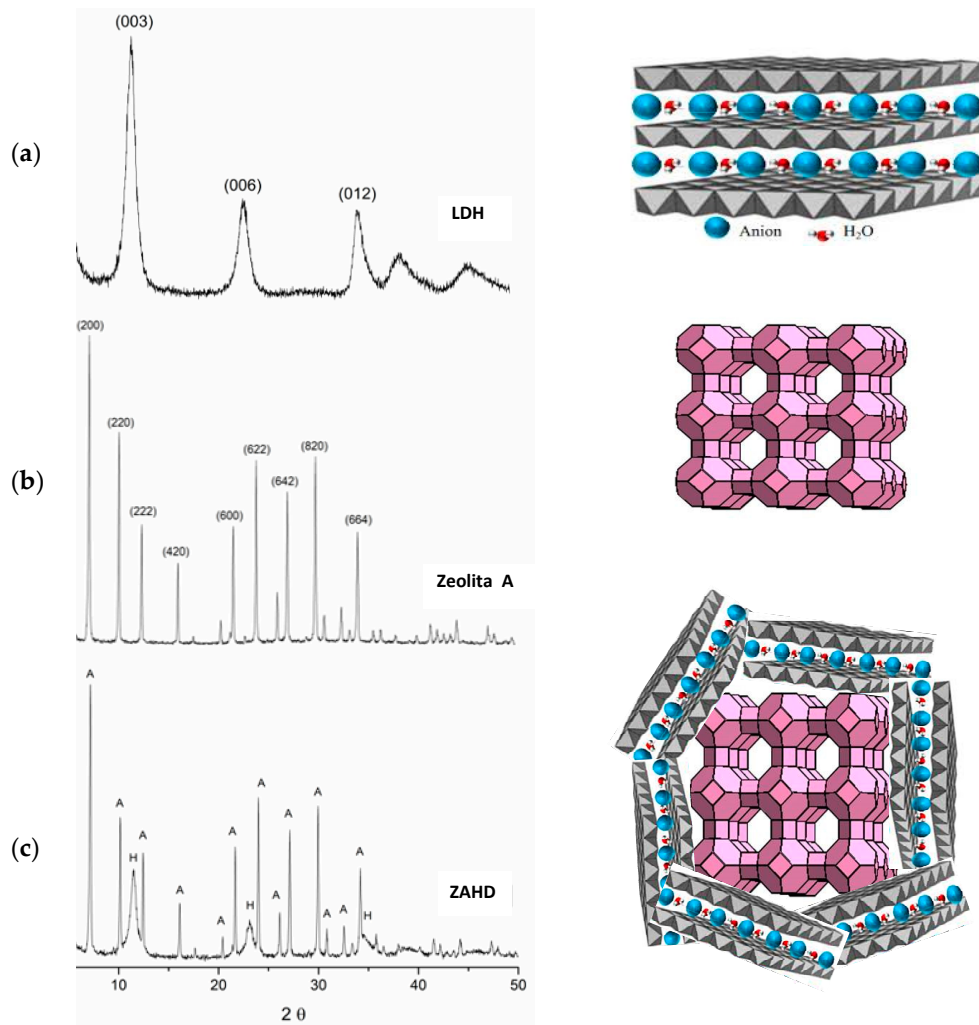 (a)
(003)
(006)
(012)
LDH
Anion
H₂O
(b)
(200)
(220)
(222)
(420)
(600)
(622)
(642)
(820)
(664)
Zeolita A
(c)
A
A
H
A
A
A
A
A
H
A
A
A
A
A
A
H
ZAHD
10
20
30
40
50
2 θ